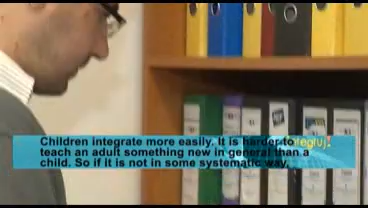 Children integrate more easily. It is harder to
teach an adult something new in general than a
child. So if it is not in some systematic way,